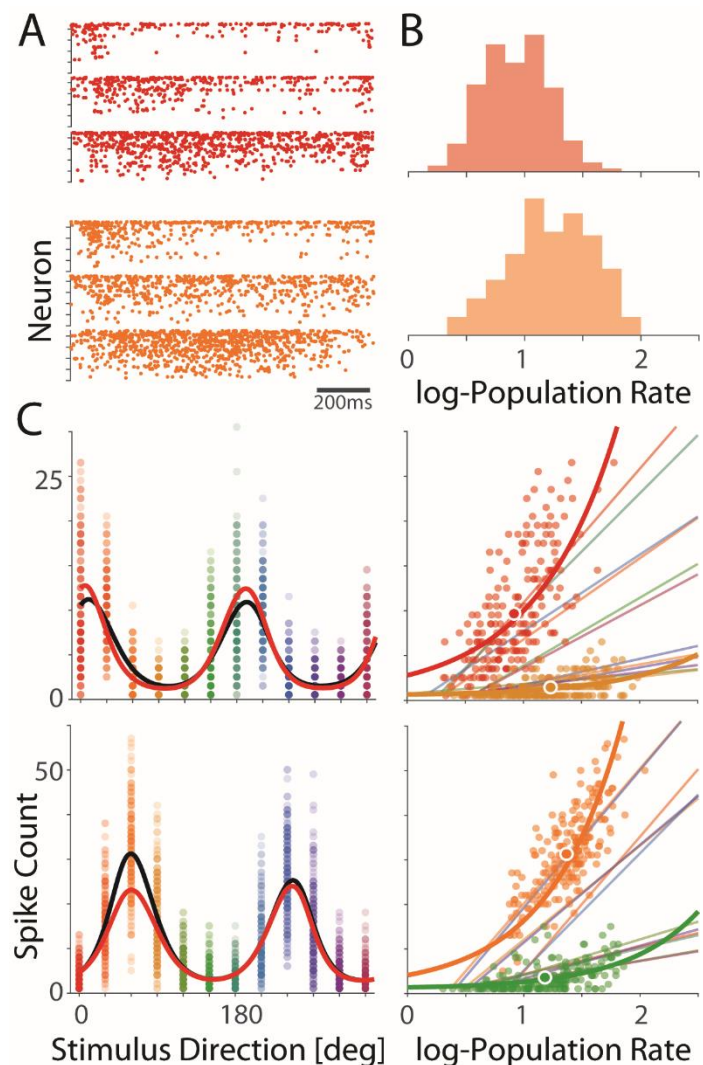 A
B
Neuron
200ms
0
1
2
log-Population Rate
C
25
0
50
Spike Count
0
0
180
Stimulus Direction [deg]
0
1
2
log-Population Rate